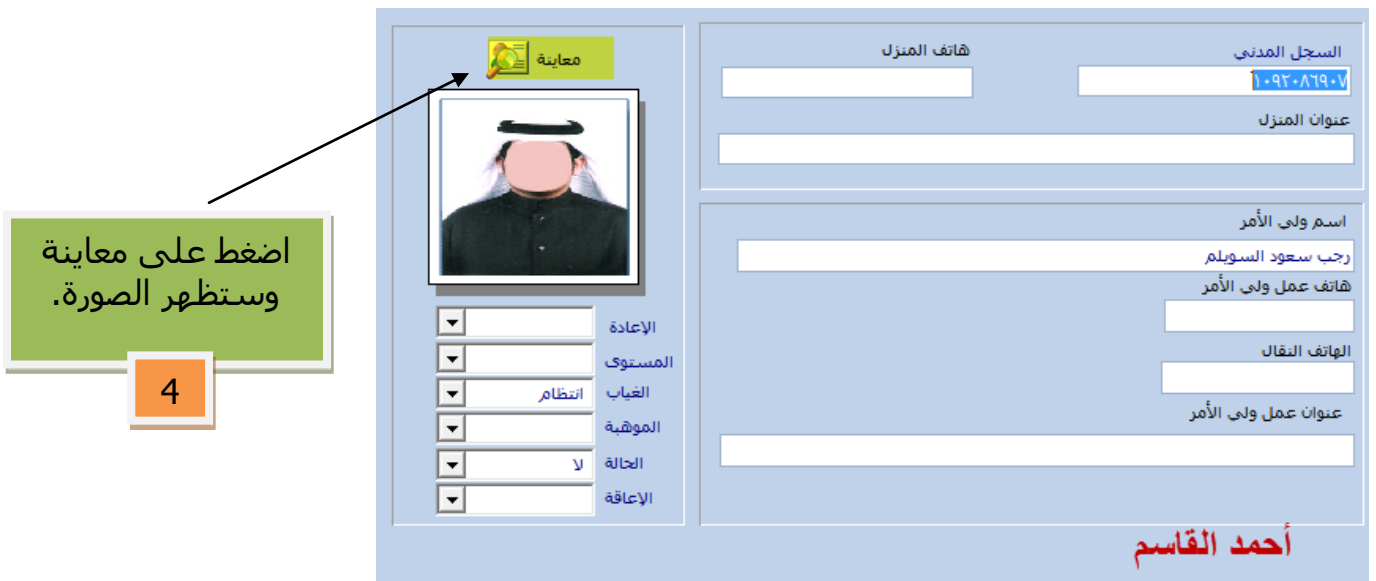 السجل المدني
هاتف المنزل
١٠٩٢٠٨٦٩٠٧
عنوان المنزل
اسم ولي الأمر
رجب سعود السويلم
هاتف عمل ولي الأمر
الهاتف النقال
عنوان عمل ولي الأمر
معاينة
الإعادة
المستوى
الغياب انتظام
الموهبة
الحالة لا
الإعاقة
اضغط على معاينة
وستظهر الصورة.
4
أحمد القاسم